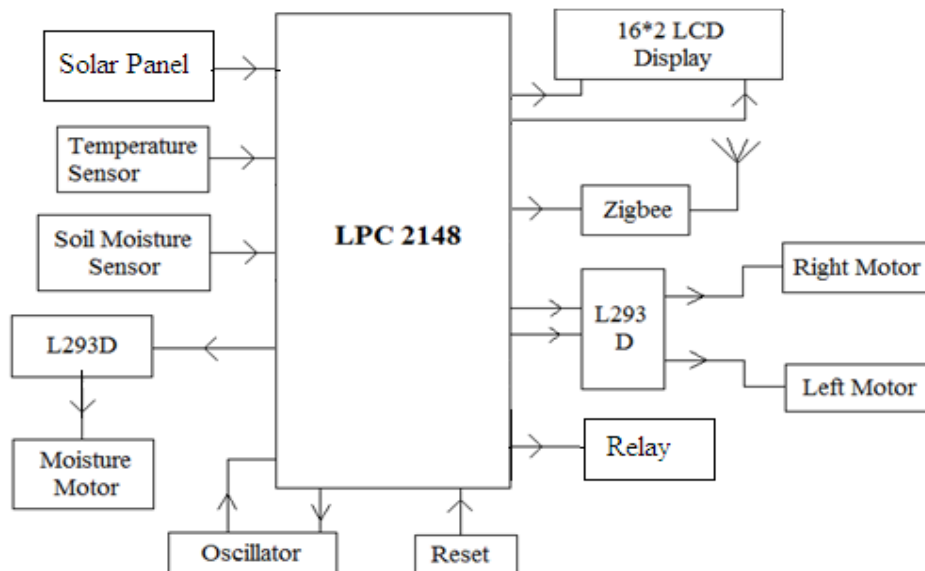 Solar Panel
Temperature
Sensor
Soil Moisture
Sensor
L293D
Moisture
Motor
Oscillator
Reset
LPC 2148
16*2 LCD
Display
Zigbee
L293
D
Right Motor
Left Motor
Relay